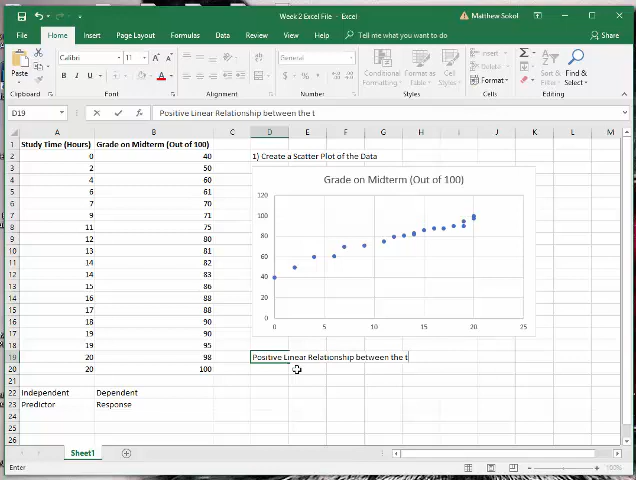 Week 2 Excel File - Excel
Matthew Sokol
File Home Insert Page Layout Formulas Data Review View Help Tell me what you want to do Share
Paste
Calibri 11 General
B I U A
$ % ,
Conditional Formatting Format as Table Cell Styles
Insert
Delete
Format
Sort & Filter Find & Select
Clipboard Font Alignment Number Styles Cells Editing
D19 fx Positive Linear Relationship between the t
A B C D E F G H I J K L M
1 Study Time (Hours) Grade on Midterm (Out of 100)
2 0 40 1) Create a Scatter Plot of the Data
3 2 50
4 4 60
5 6 61
6 7 70
7 9 71
8 11 75
9 12 80
10 13 81
11 14 82
12 14 83
13 15 86
14 16 88
15 17 88
16 18 90
17 19 90
18 19 95
19 20 98 Positive Linear Relationship between the t
20 20 100
21
22 Independent Dependent
23 Predictor Response
24
25
26
Grade on Midterm (Out of 100)
120
100
80
60
40
20
0
0 5 10 15 20 25
Sheet1
Enter 100%